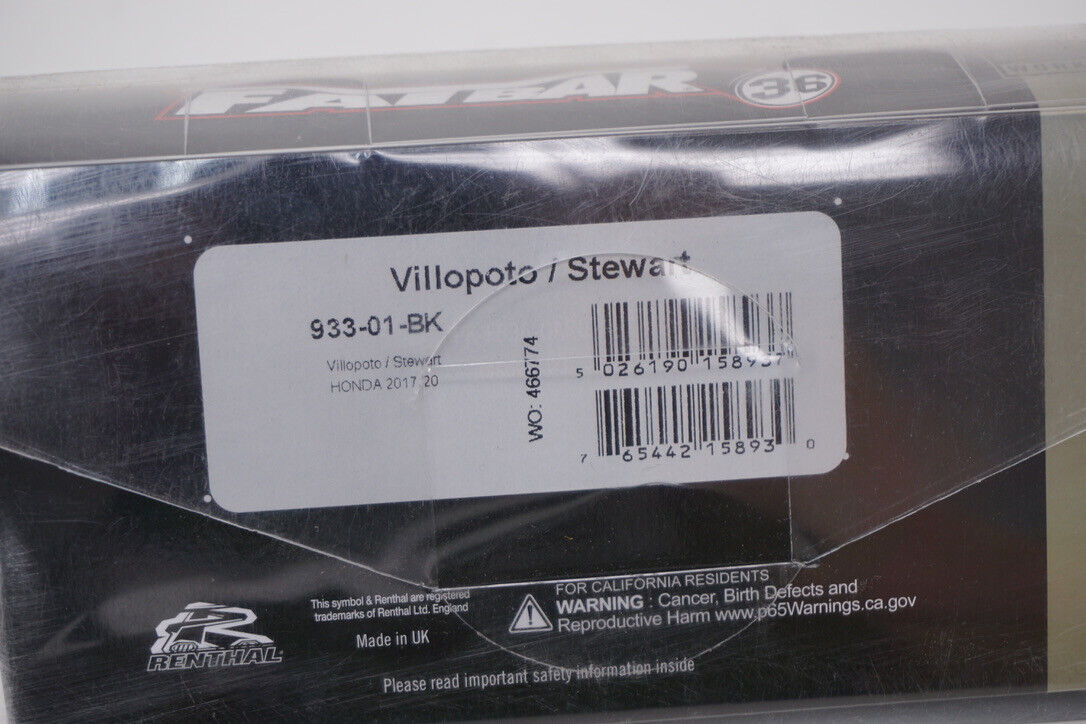 FATBAR 36
Villopoto / Stewart
933-01-BK
Villopoto / Stewart
HONDA 2017 20
WO: 466774
5 026190 158937
7 65442 15893 0
This symbol & Renthal are registered
trademarks of Renthal Ltd. England
Made in UK
RENTHAL
FOR CALIFORNIA RESIDENTS
WARNING : Cancer, Birth Defects and
Reproductive Harm www.p65Warnings.ca.gov
Please read important safety information inside